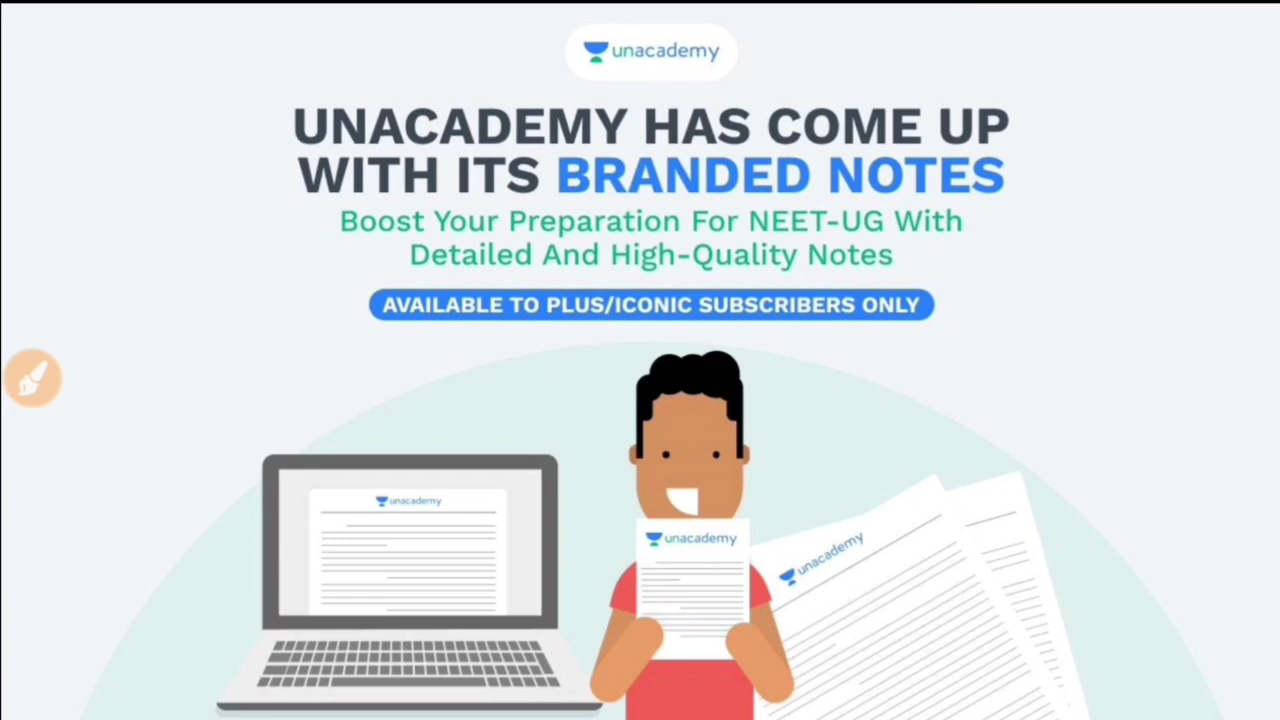 unacademy
UNACADEMY HAS COME UP
WITH ITS BRANDED NOTES
Boost Your Preparation For NEET-UG With
Detailed And High-Quality Notes
AVAILABLE TO PLUS/ICONIC SUBSCRIBERS ONLY
unacademy
unacademy
unacademy